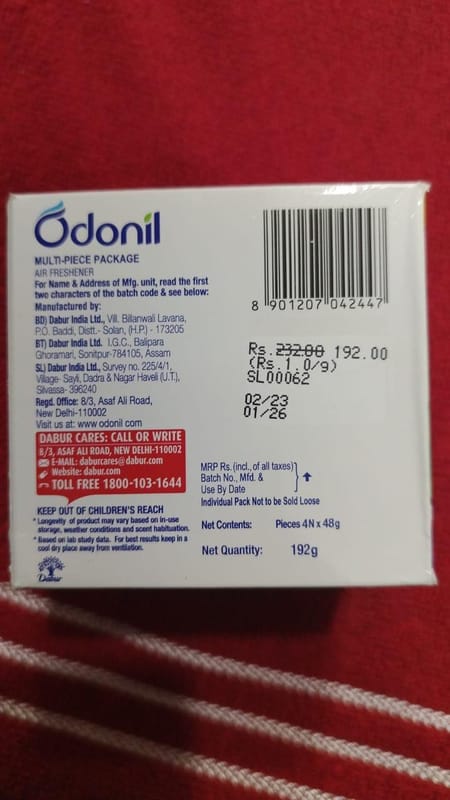 Odonil
MULTI-PIECE PACKAGE
AIR FRESHENER
For Name & Address of Mfg. unit, read the first
two characters of the batch code & see below:
Manufactured by:
BD) Dabur India Ltd., Vill. Billanwali Lavana,
P.O. Baddi, Distt.- Solan, (H.P.) - 173205
BT) Dabur India Ltd. I.G.C., Balipara
Ghoramari, Sonitpur-784105, Assam
SL) Dabur India Ltd., Survey no. 225/4/1,
Village- Sayli, Dadra & Nagar Haveli (U.T.),
Silvassa- 396240
Regd. Office: 8/3, Asaf Ali Road,
New Delhi-110002
Visit us at: www.odonil.com
DABUR CARES: CALL OR WRITE
8/3, ASAF ALI ROAD, NEW DELHI-110002
E-MAIL: daburcares@dabur.com
Website: dabur.com
TOLL FREE 1800-103-1644
KEEP OUT OF CHILDREN'S REACH
* Longevity of product may vary based on in-use
storage, weather conditions and scent habituation.
* Based on lab study data. For best results keep in a
cool dry place away from ventilation.
Dabur
8 901207 042447
Rs.232.00 192.00
(Rs.1.0/g)
SL00062
02/23
01/26
MRP Rs. (incl. of all taxes)
Batch No., Mfd. &
Use By Date
Individual Pack Not to be Sold Loose
Net Contents: Pieces 4N x 48g
Net Quantity: 192g